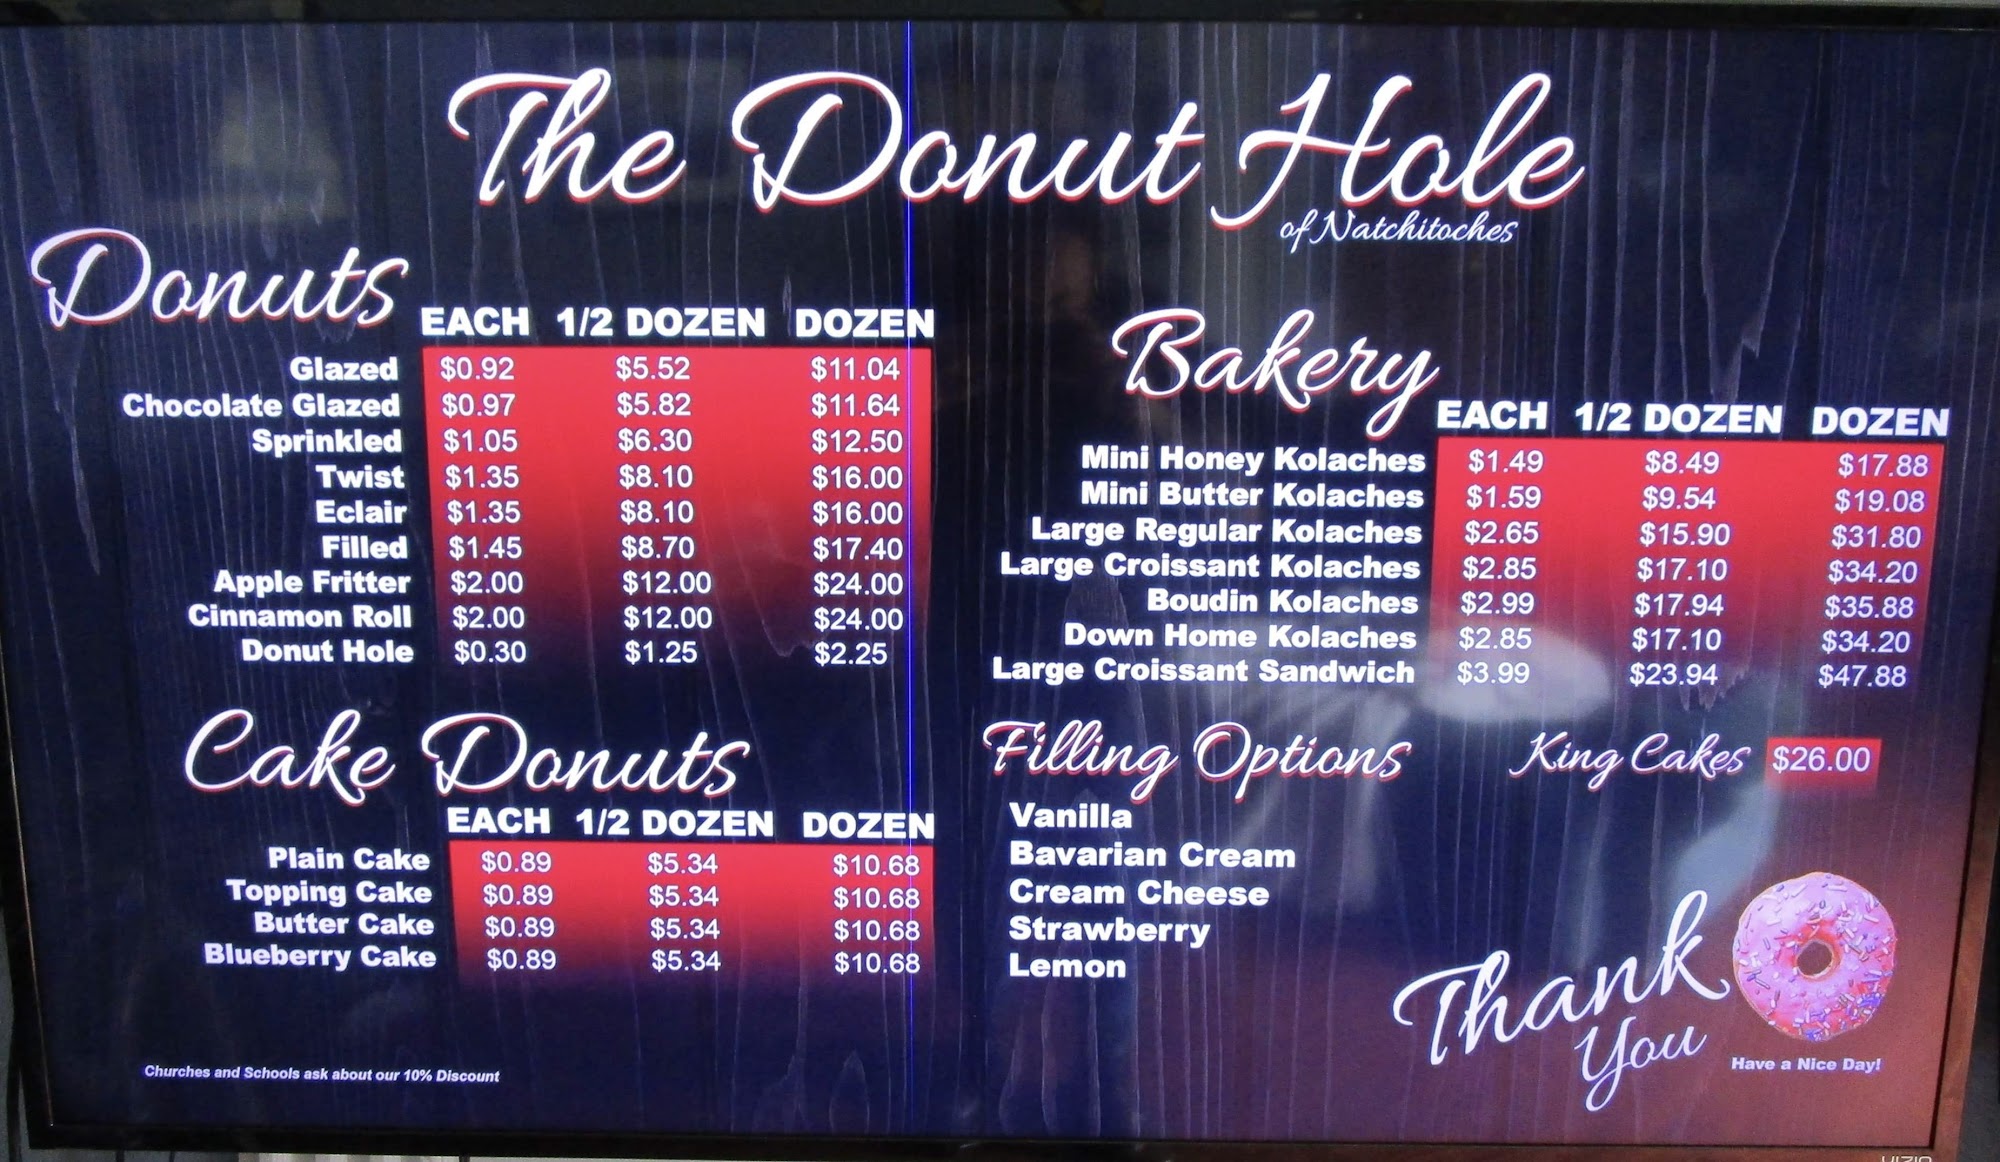 The Donut Hole
of Natchitoches
Donuts
EACH 1/2 DOZEN DOZEN
Glazed $0.92 $5.52 $11.04
Chocolate Glazed $0.97 $5.82 $11.64
Sprinkled $1.05 $6.30 $12.50
Twist $1.35 $8.10 $16.00
Eclair $1.35 $8.10 $16.00
Filled $1.45 $8.70 $17.40
Apple Fritter $2.00 $12.00 $24.00
Cinnamon Roll $2.00 $12.00 $24.00
Donut Hole $0.30 $1.25 $2.25
Cake Donuts
EACH 1/2 DOZEN DOZEN
Plain Cake $0.89 $5.34 $10.68
Topping Cake $0.89 $5.34 $10.68
Butter Cake $0.89 $5.34 $10.68
Blueberry Cake $0.89 $5.34 $10.68
Churches and Schools ask about our 10% Discount
Bakery
EACH 1/2 DOZEN DOZEN
Mini Honey Kolaches $1.49 $8.49 $17.88
Mini Butter Kolaches $1.59 $9.54 $19.08
Large Regular Kolaches $2.65 $15.90 $31.80
Large Croissant Kolaches $2.85 $17.10 $34.20
Boudin Kolaches $2.99 $17.94 $35.88
Down Home Kolaches $2.85 $17.10 $34.20
Large Croissant Sandwich $3.99 $23.94 $47.88
Filling Options
Vanilla
Bavarian Cream
Cream Cheese
Strawberry
Lemon
King Cakes $26.00
Thank
You
Have a Nice Day!
VIZIO